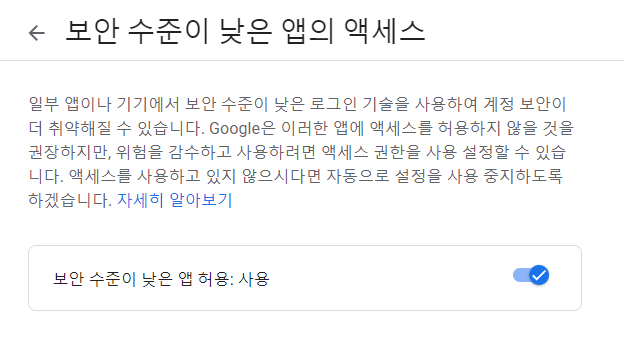 보안 수준이 낮은 앱의 액세스
일부 앱이나 기기에서 보안 수준이 낮은 로그인 기술을 사용하여 계정 보안이
더 취약해질 수 있습니다. Google은 이러한 앱에 액세스를 허용하지 않을 것을
권장하지만, 위험을 감수하고 사용하려면 액세스 권한을 사용 설정할 수 있습
니다. 액세스를 사용하고 있지 않으시다면 자동으로 설정을 사용 중지하도록
하겠습니다. 자세히 알아보기
보안 수준이 낮은 앱 허용: 사용